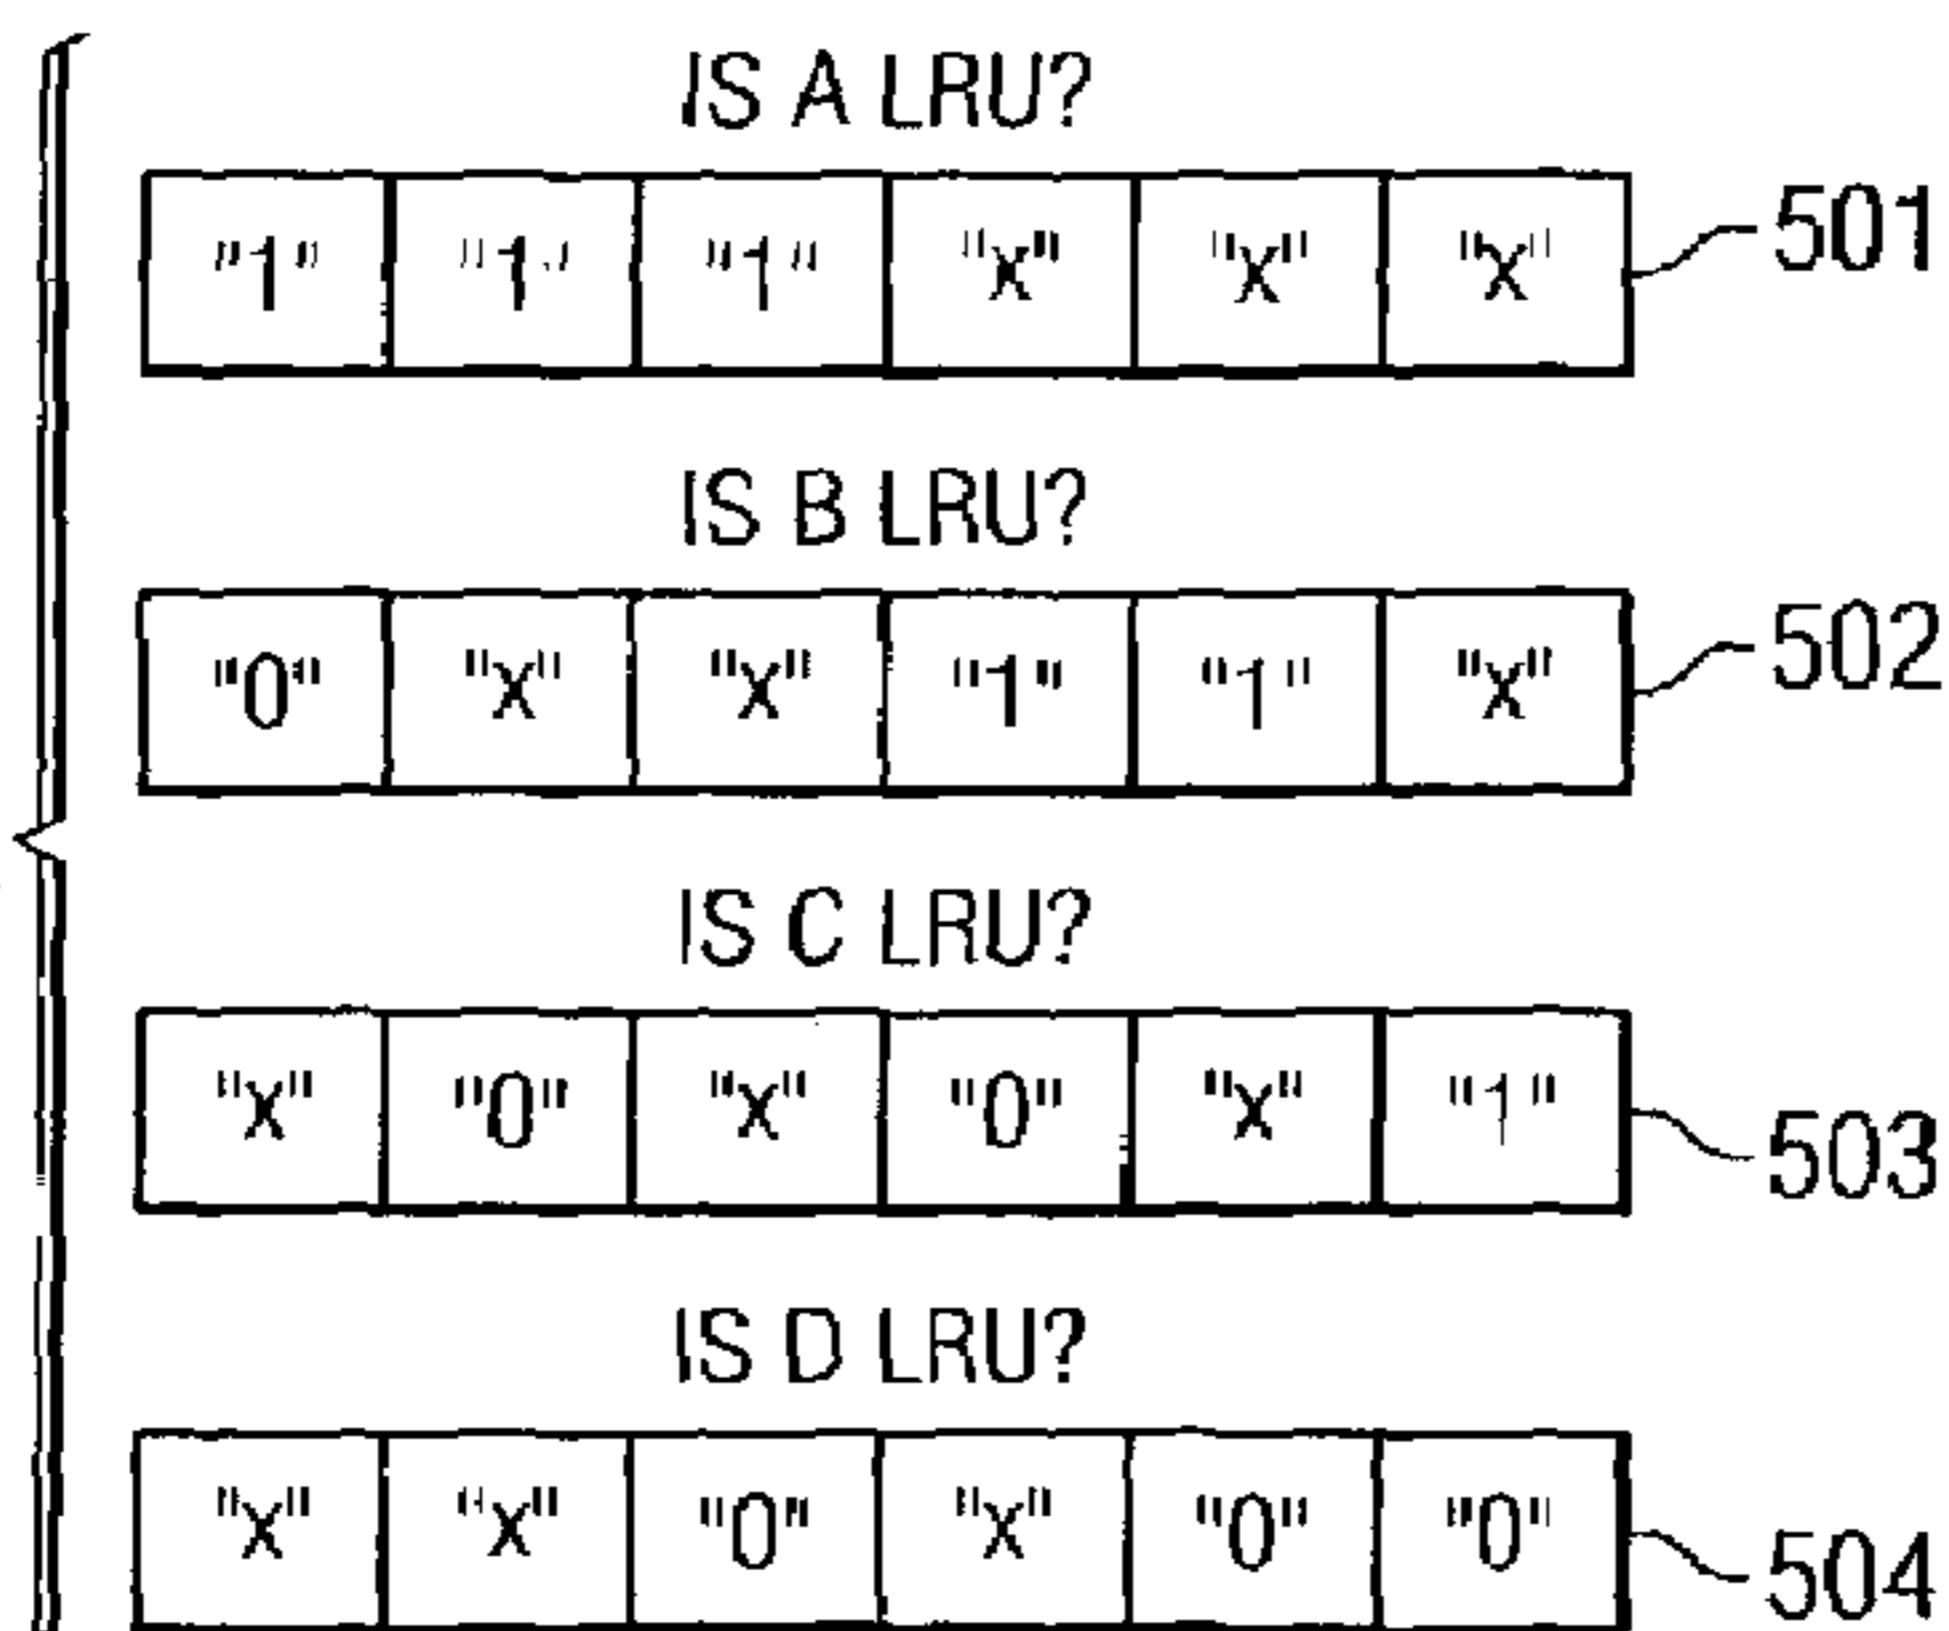 IS A LRU?
"1" "1" "1" "X" "X" "X" 501
IS B LRU?
"0" "X" "X" "1" "1" "X" 502
IS C LRU?
"X" "0" "X" "0" "X" "1" 503
IS D LRU?
"X" "X" "0" "X" "0" "0" 504